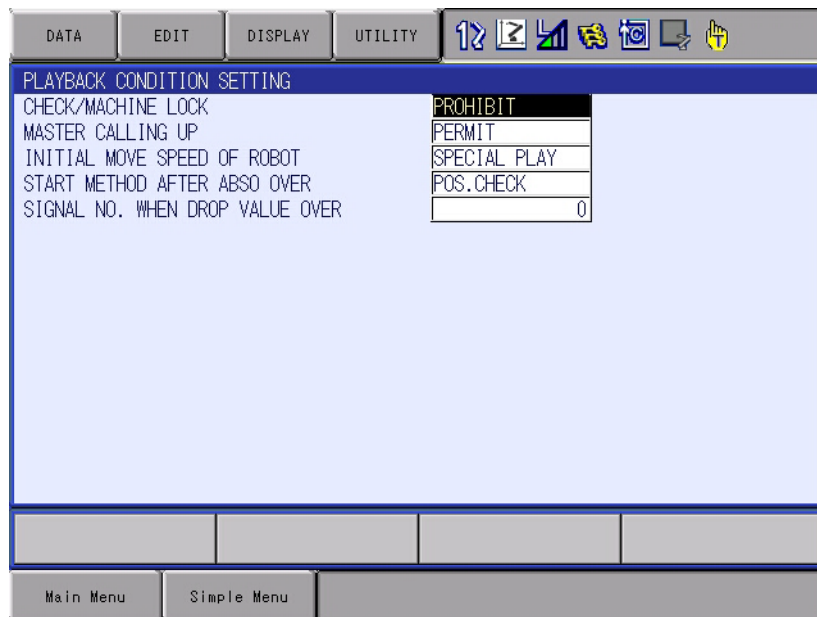 DATA EDIT DISPLAY UTILITY
PLAYBACK CONDITION SETTING
CHECK/MACHINE LOCK PROHIBIT
MASTER CALLING UP PERMIT
INITIAL MOVE SPEED OF ROBOT SPECIAL PLAY
START METHOD AFTER ABSO OVER POS.CHECK
SIGNAL NO. WHEN DROP VALUE OVER 0
Main Menu Simple Menu